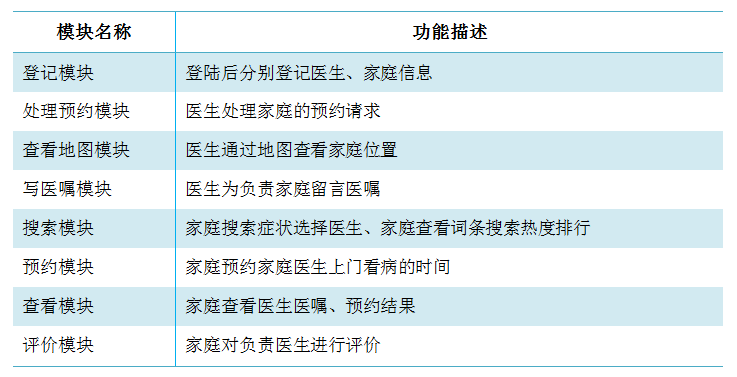 模块名称 功能描述
登记模块 登陆后分别登记医生、家庭信息
处理预约模块 医生处理家庭的预约请求
查看地图模块 医生通过地图查看家庭位置
写医嘱模块 医生为负责家庭留言医嘱
搜索模块 家庭搜索症状选择医生、家庭查看词条搜索热度排行
预约模块 家庭预约家庭医生上门看病的时间
查看模块 家庭查看医生医嘱、预约结果
评价模块 家庭对负责医生进行评价